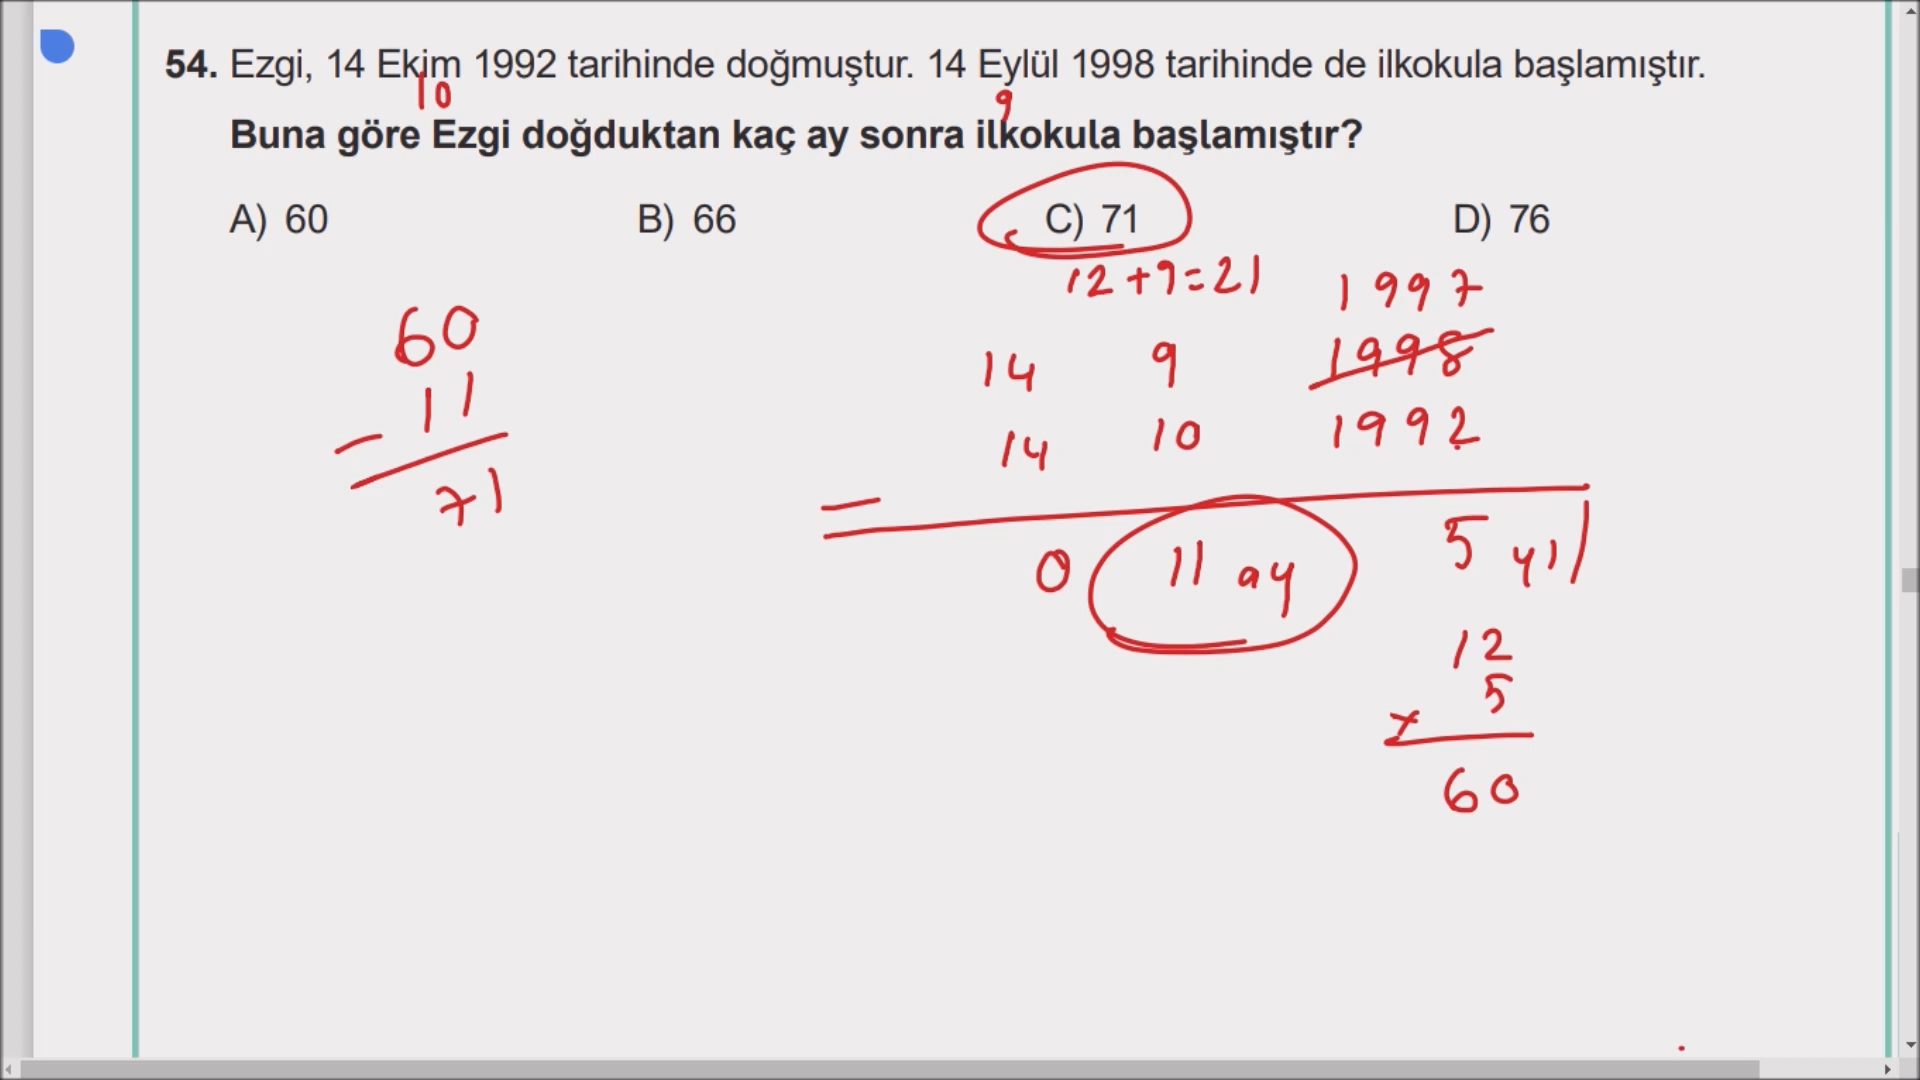 54. Ezgi, 14 Ekim 1992 tarihinde doğmuştur. 14 Eylül 1998 tarihinde de ilkokula başlamıştır.
10 9
Buna göre Ezgi doğduktan kaç ay sonra ilkokula başlamıştır?
A) 60 B) 66 C) 71 D) 76
12+9=21 1997
60 14 9 1998
11 14 10 1992
71
0 11 ay 5 yıl
12
5
x
60